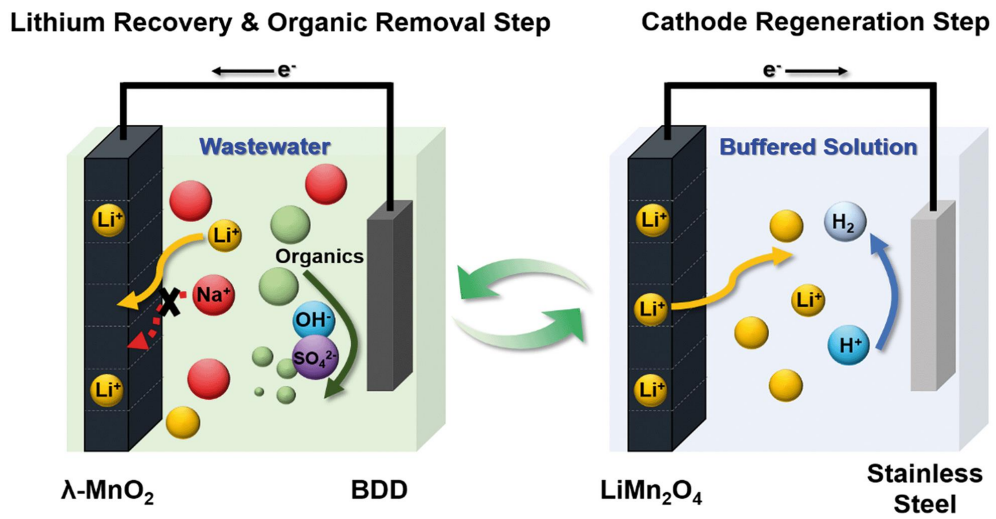 Lithium Recovery & Organic Removal Step
e⁻
Wastewater
Li⁺
Li⁺
Organics
Na⁺
X
OH⁻
SO₄²⁻
Li⁺
λ-MnO₂
BDD
Cathode Regeneration Step
e⁻
Buffered Solution
Li⁺
H₂
Li⁺
Li⁺
H⁺
Li⁺
LiMn₂O₄
Stainless
Steel